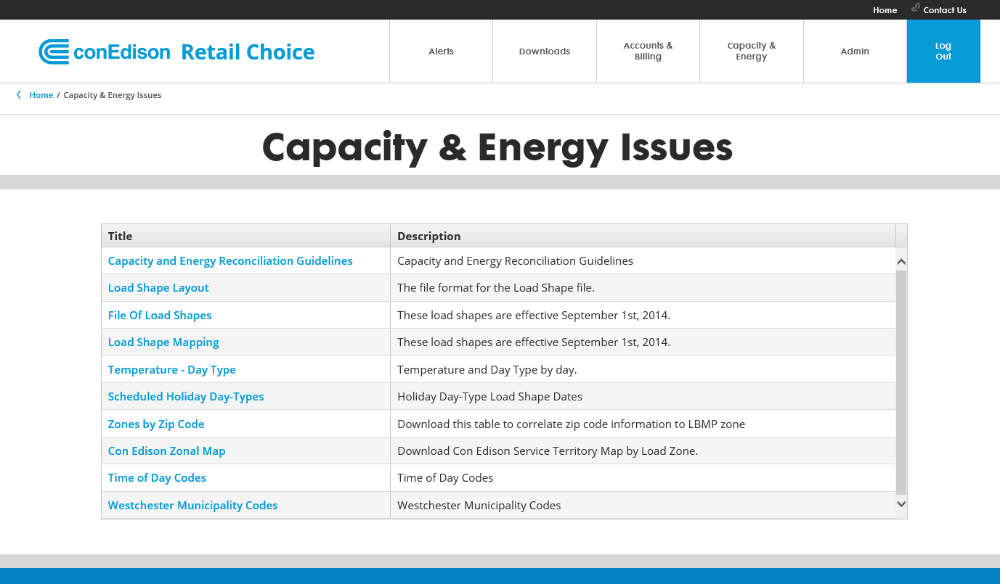 Home Contact Us
conEdison Retail Choice
Alerts
Downloads
Accounts &
Billing
Capacity &
Energy
Admin
Log
Out
Home / Capacity & Energy Issues
Capacity & Energy Issues
Title Description
Capacity and Energy Reconciliation Guidelines Capacity and Energy Reconciliation Guidelines
Load Shape Layout The file format for the Load Shape file.
File Of Load Shapes These load shapes are effective September 1st, 2014.
Load Shape Mapping These load shapes are effective September 1st, 2014.
Temperature - Day Type Temperature and Day Type by day.
Scheduled Holiday Day-Types Holiday Day-Type Load Shape Dates
Zones by Zip Code Download this table to correlate zip code information to LBMP zone
Con Edison Zonal Map Download Con Edison Service Territory Map by Load Zone.
Time of Day Codes Time of Day Codes
Westchester Municipality Codes Westchester Municipality Codes